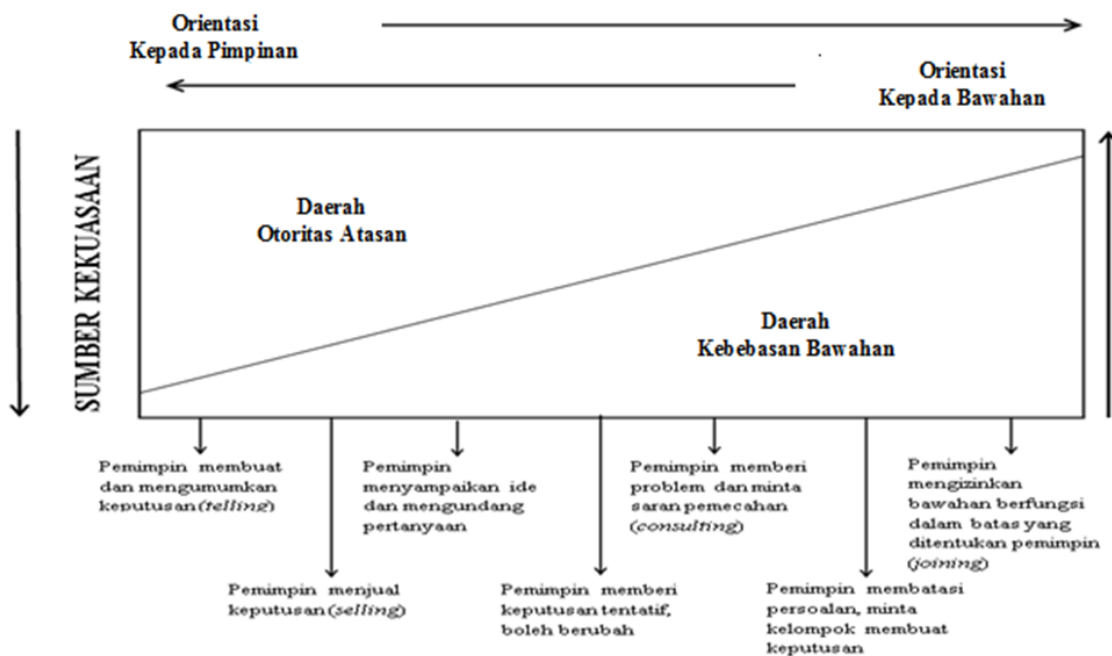 Orientasi
Kepada Pimpinan
Orientasi
Kepada Bawahan
SUMBER KEKUASAAN
Daerah
Otoritas Atasan
Daerah
Kebebasan Bawahan
Pemimpin membuat
dan mengumumkan
keputusan (telling)
Pemimpin menjual
keputusan (selling)
Pemimpin
menyampaikan ide
dan mengundang
pertanyaan
Pemimpin memberi
keputusan tentatif,
boleh berubah
Pemimpin memberi
problem dan minta
saran pemecahan
(consulting)
Pemimpin membatasi
persoalan, minta
kelompok membuat
keputusan
Pemimpin
mengizinkan
bawahan berfungsi
dalam batas yang
ditentukan pemimpin
(joining)